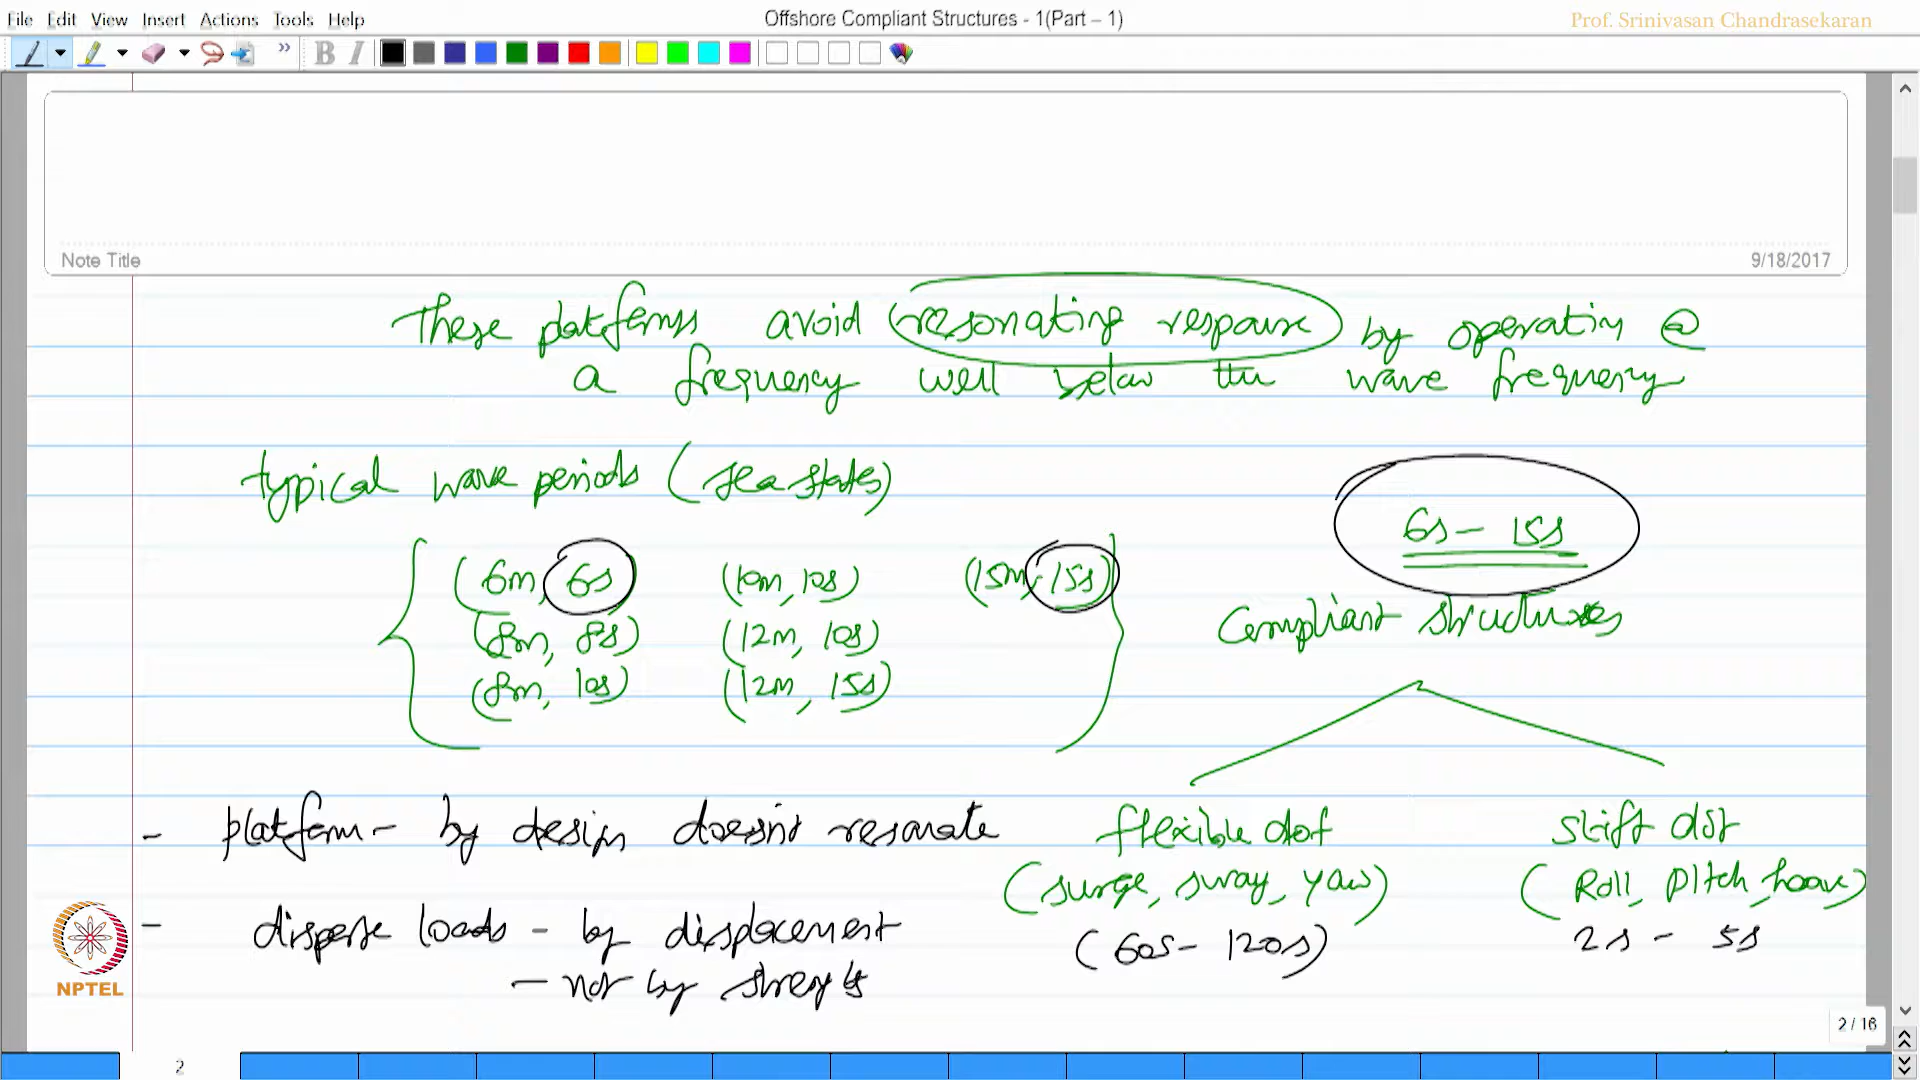 File Edit View Insert Actions Tools Help
Offshore Compliant Structures - 1(Part – 1)
Prof. Srinivasan Chandrasekaran
B I
Note Title
9/18/2017
These platforms avoid (resonating response) by operating @
a frequency well below the wave frequency
typical wave periods (sea states)
6s - 15s
(6m, 6s) (10m, 10s) (15m, 15s)
(8m, 8s) (12m, 10s)
(8m, 10s) (12m, 15s)
Compliant structures
- platform - by design doesn't resonate
flexible dof
stiff dof
(surge, sway, yaw)
(Roll, pitch, heave)
- disperse loads - by displacement
(60s - 120s)
2s - 5s
- not by strength
NPTEL
2 / 16
2